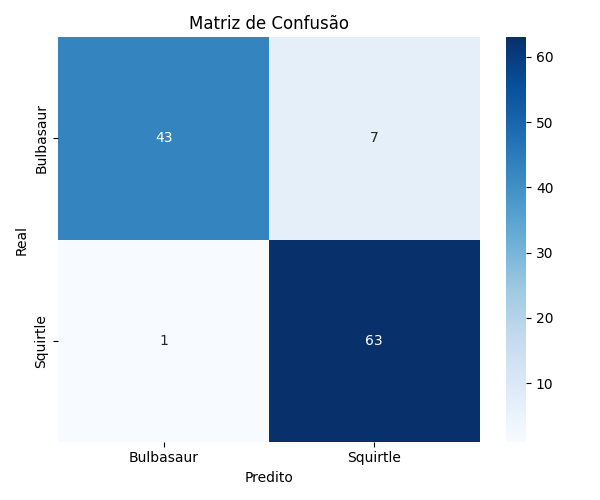 Matriz de Confusão
Real
Bulbasaur
43
7
Squirtle
1
63
Bulbasaur
Squirtle
Predito
60
50
40
30
20
10